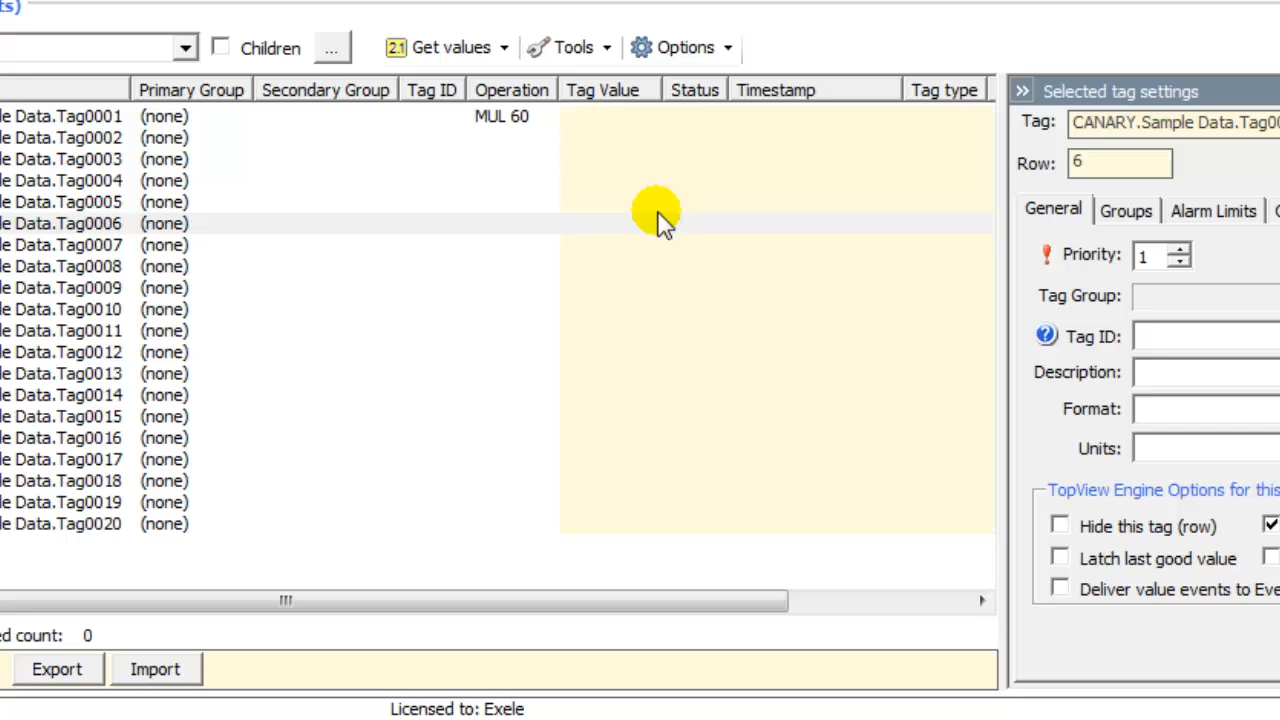 ts)
Children ... 2.1 Get values Tools Options
Primary Group Secondary Group Tag ID Operation Tag Value Status Timestamp Tag type
le Data.Tag0001 (none) MUL 60
le Data.Tag0002 (none)
le Data.Tag0003 (none)
le Data.Tag0004 (none)
le Data.Tag0005 (none)
le Data.Tag0006 (none)
le Data.Tag0007 (none)
le Data.Tag0008 (none)
le Data.Tag0009 (none)
le Data.Tag0010 (none)
le Data.Tag0011 (none)
le Data.Tag0012 (none)
le Data.Tag0013 (none)
le Data.Tag0014 (none)
le Data.Tag0015 (none)
le Data.Tag0016 (none)
le Data.Tag0017 (none)
le Data.Tag0018 (none)
le Data.Tag0019 (none)
le Data.Tag0020 (none)
ed count: 0
Export Import
Selected tag settings
Tag: CANARY.Sample Data.Tag00
Row: 6
General Groups Alarm Limits
Priority: 1
Tag Group:
Tag ID:
Description:
Format:
Units:
TopView Engine Options for this
Hide this tag (row)
Latch last good value
Deliver value events to Eve
Licensed to: Exele